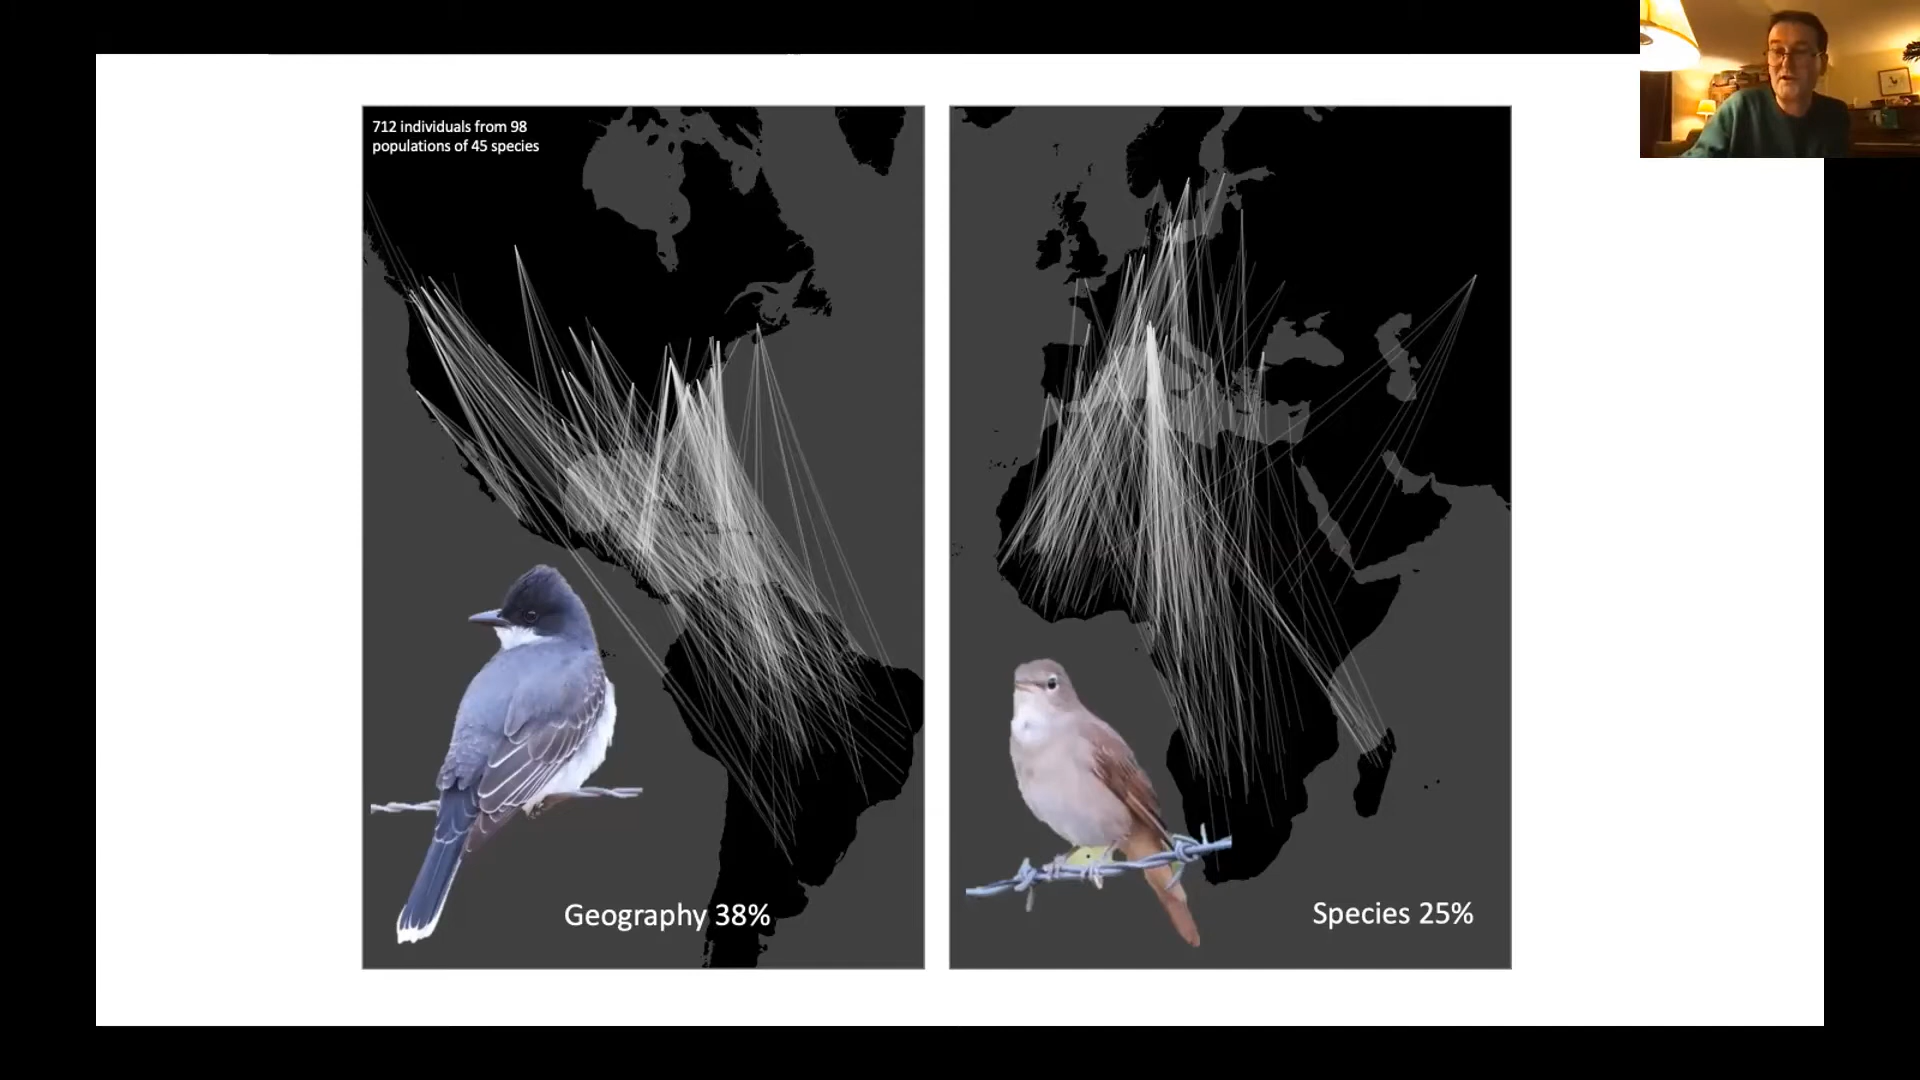 712 individuals from 98
populations of 45 species
Geography 38%
Species 25%